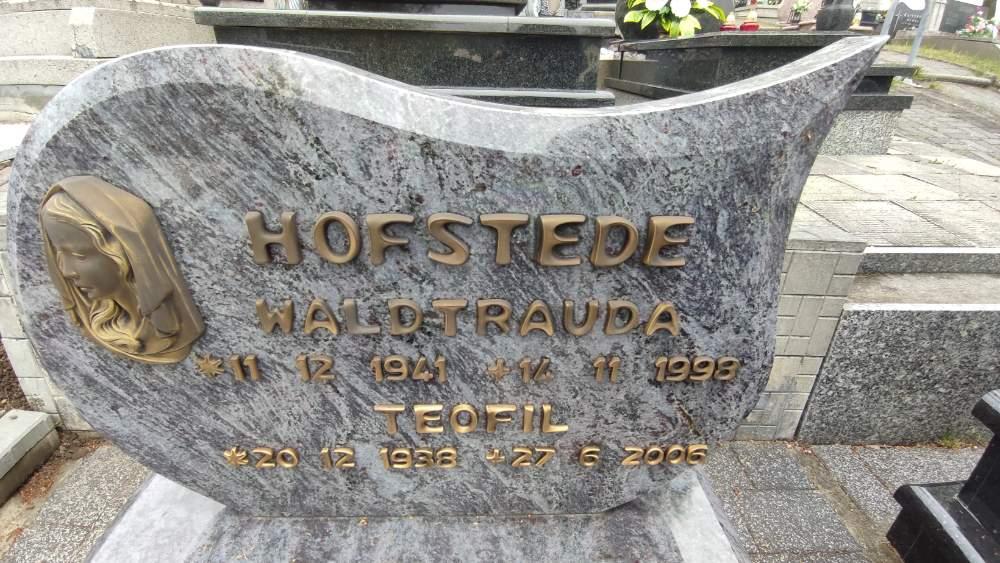 HOFSTEDE
WALDTRAUDA
*11 12 1941 +14 11 1998
TEOFIL
*20 12 1938 +27 6 2006